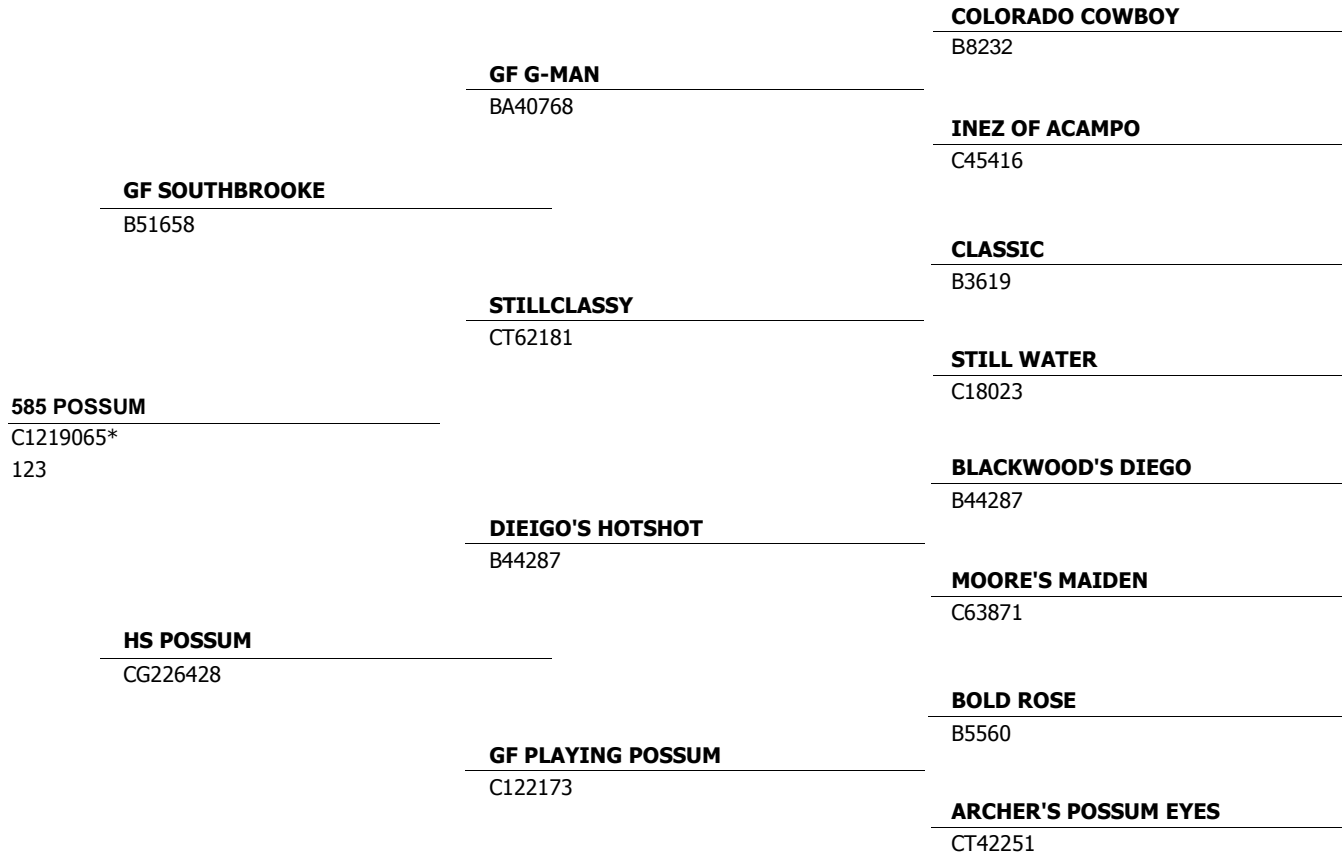 COLORADO COWBOY
B8232
GF G-MAN
BA40768
INEZ OF ACAMPO
C45416
GF SOUTHBROOKE
B51658
CLASSIC
B3619
STILLCLASSY
CT62181
STILL WATER
C18023
585 POSSUM
C1219065*
123
BLACKWOOD'S DIEGO
B44287
DIEIGO'S HOTSHOT
B44287
MOORE'S MAIDEN
C63871
HS POSSUM
CG226428
BOLD ROSE
B5560
GF PLAYING POSSUM
C122173
ARCHER'S POSSUM EYES
CT42251